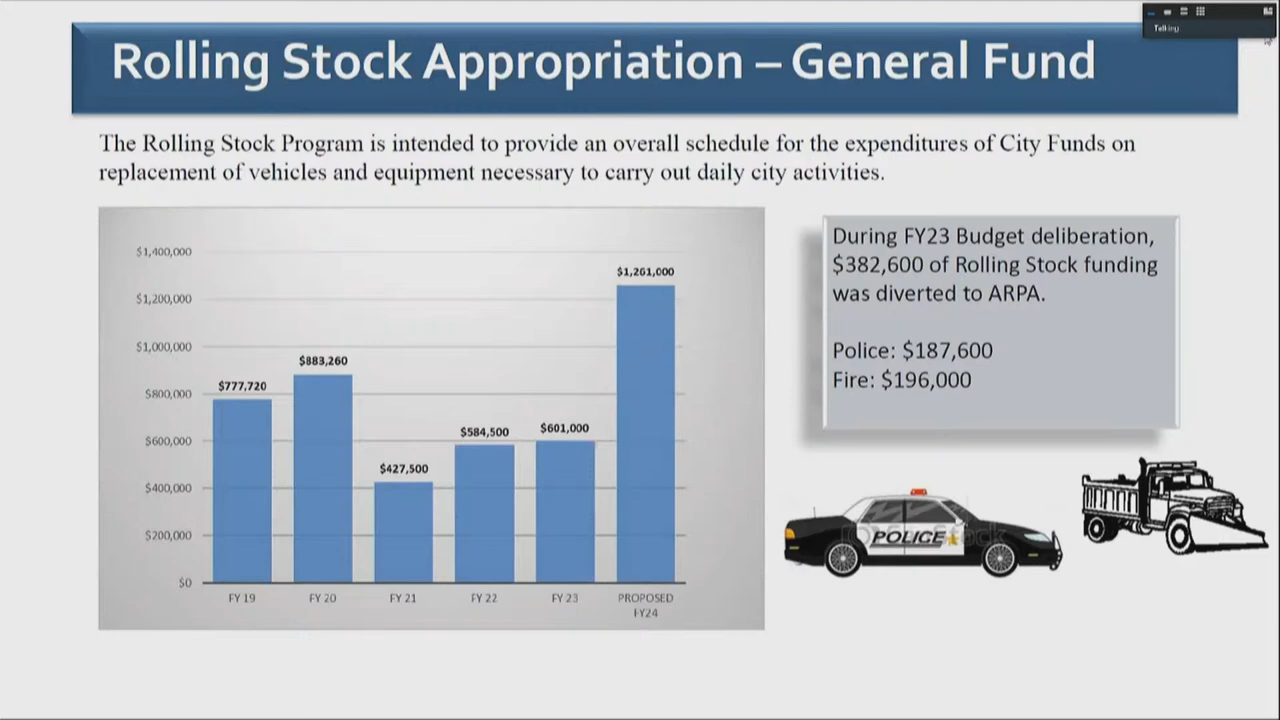 Talking
Rolling Stock Appropriation – General Fund
The Rolling Stock Program is intended to provide an overall schedule for the expenditures of City Funds on
replacement of vehicles and equipment necessary to carry out daily city activities.
$1,400,000
$1,200,000
$1,000,000
$800,000
$600,000
$400,000
$200,000
$0
$777,720
$883,260
$427,500
$584,500
$601,000
$1,261,000
FY 19
FY 20
FY 21
FY 22
FY 23
PROPOSED
FY24
During FY23 Budget deliberation,
$382,600 of Rolling Stock funding
was diverted to ARPA.
Police: $187,600
Fire: $196,000
POLICE